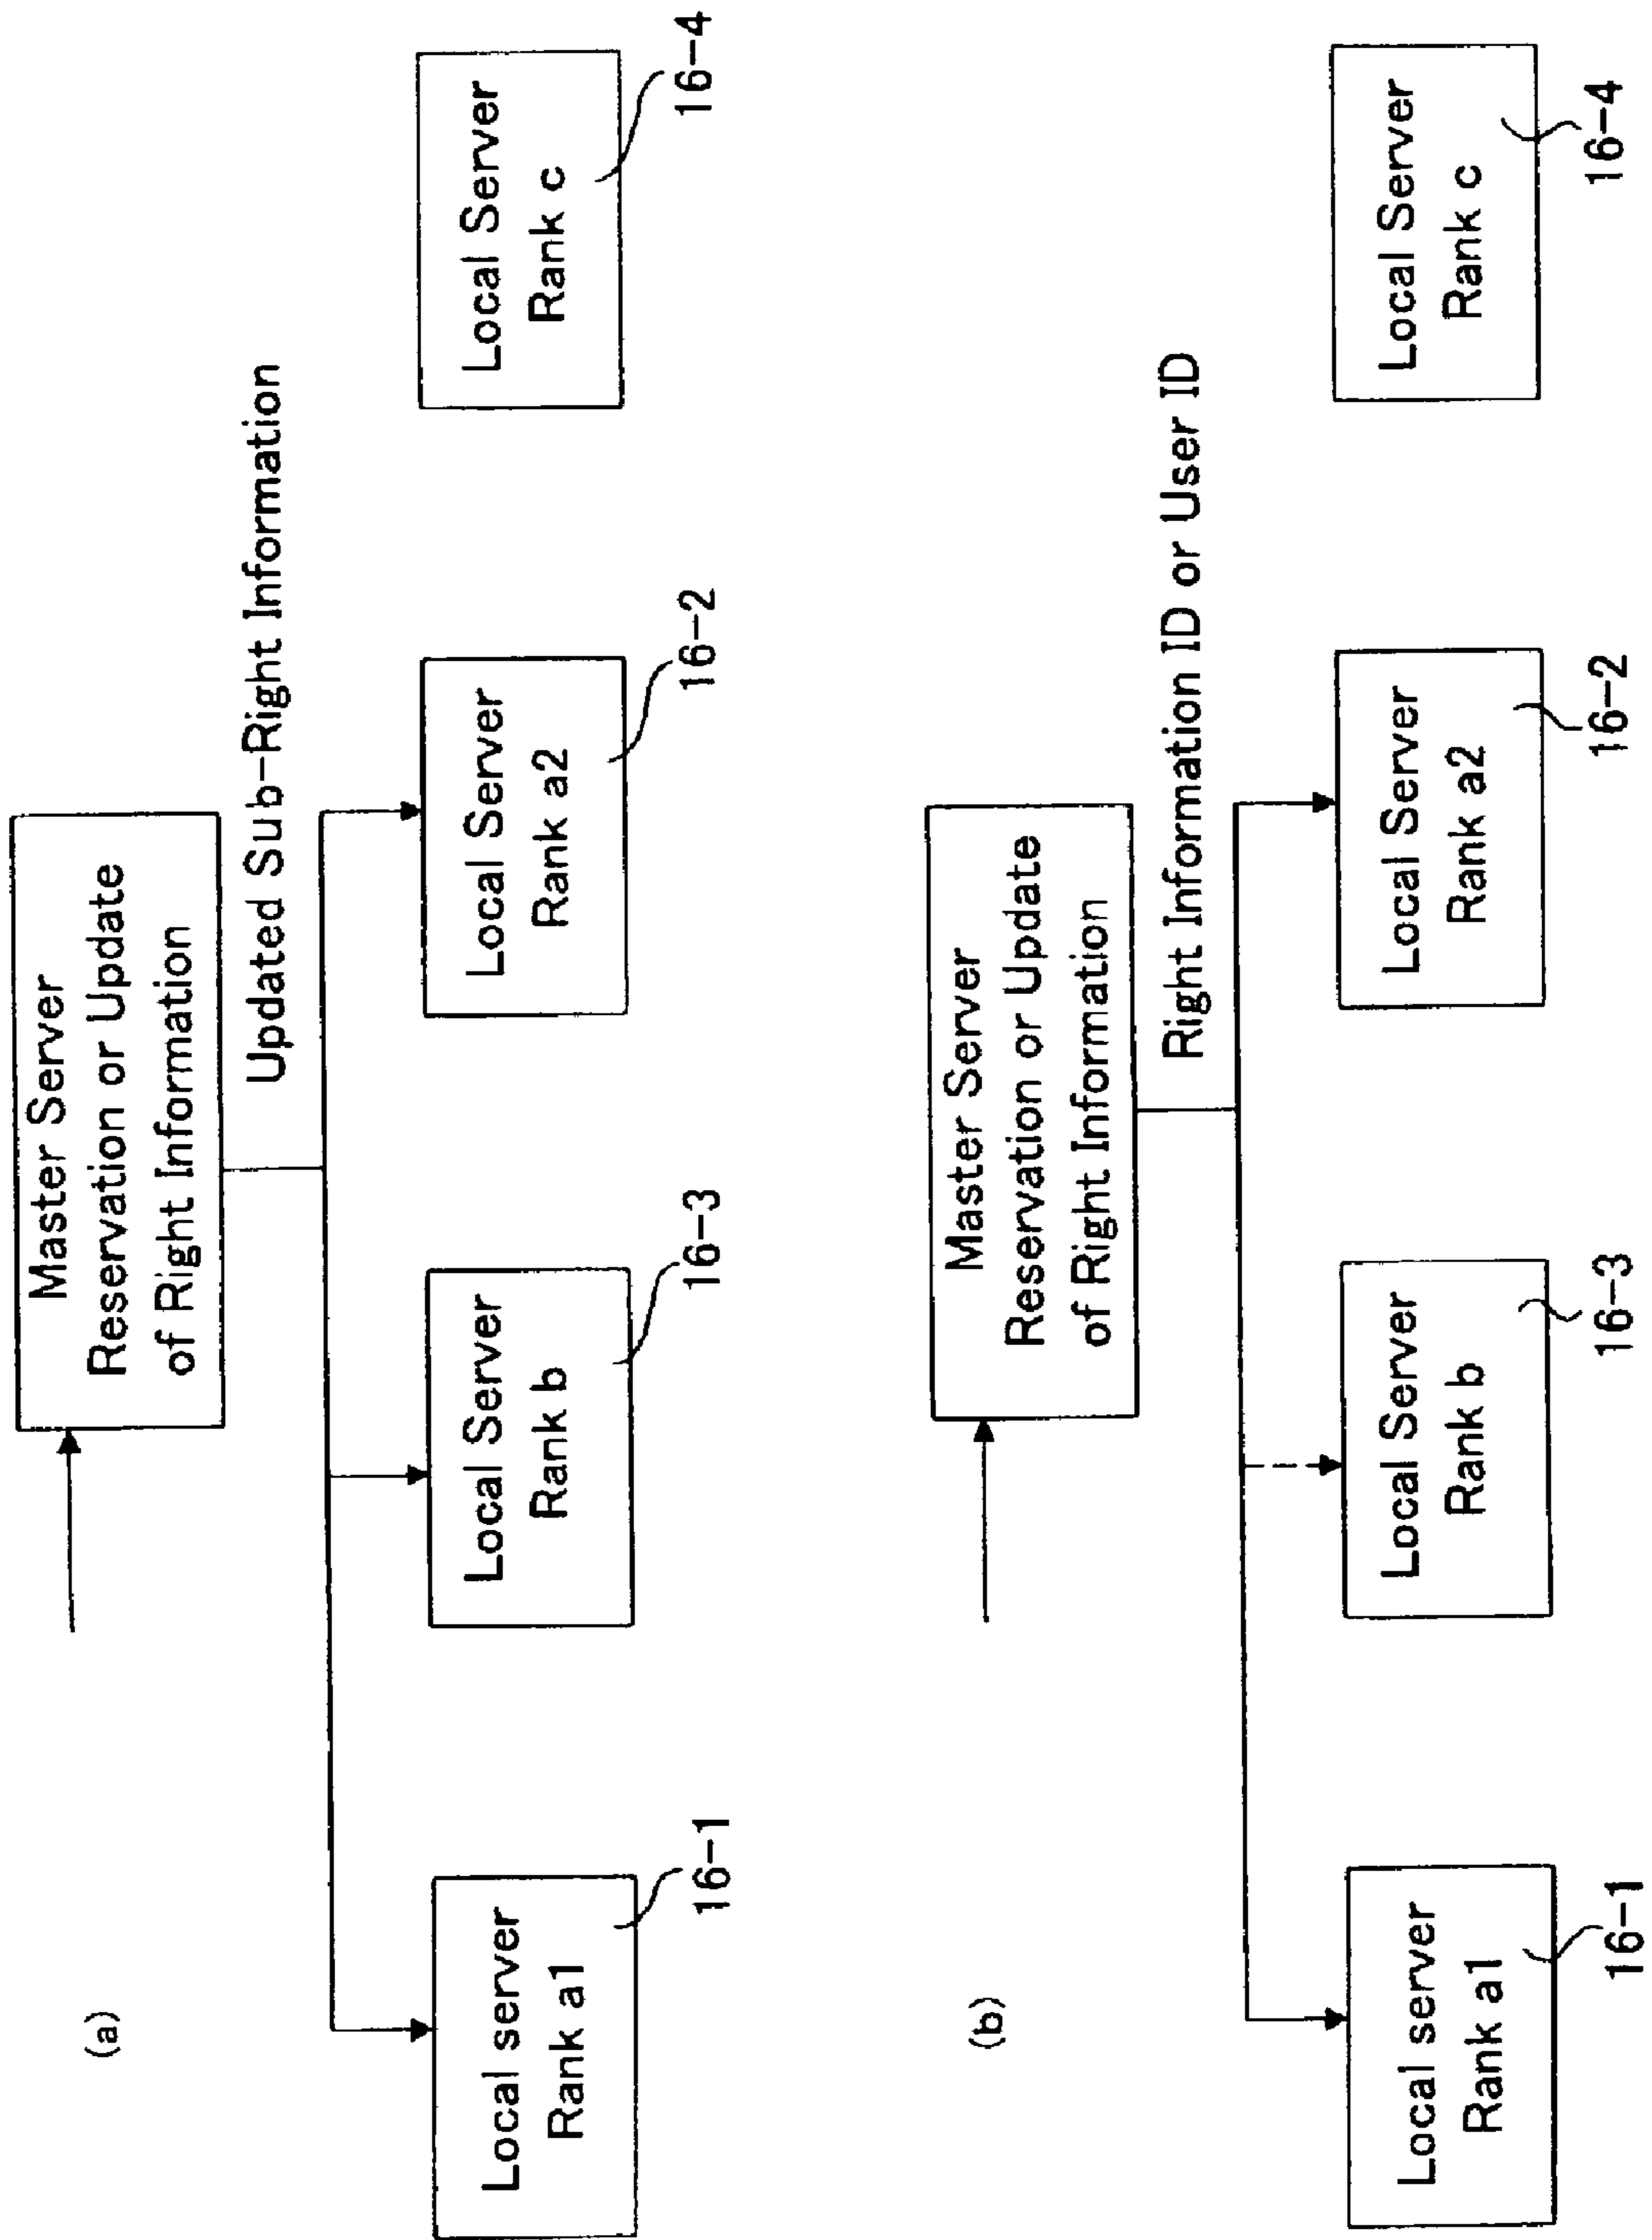 (a)
Master Server
Reservation or Update
of Right Information
Updated Sub-Right Information
Local server
Rank a1
16-1
Local Server
Rank b
16-3
Local Server
Rank a2
16-2
Local Server
Rank c
16-4
(b)
Master Server
Reservation or Update
of Right Information
Right Information ID or User ID
Local server
Rank a1
16-1
Local Server
Rank b
16-3
Local Server
Rank a2
16-2
Local Server
Rank c
16-4